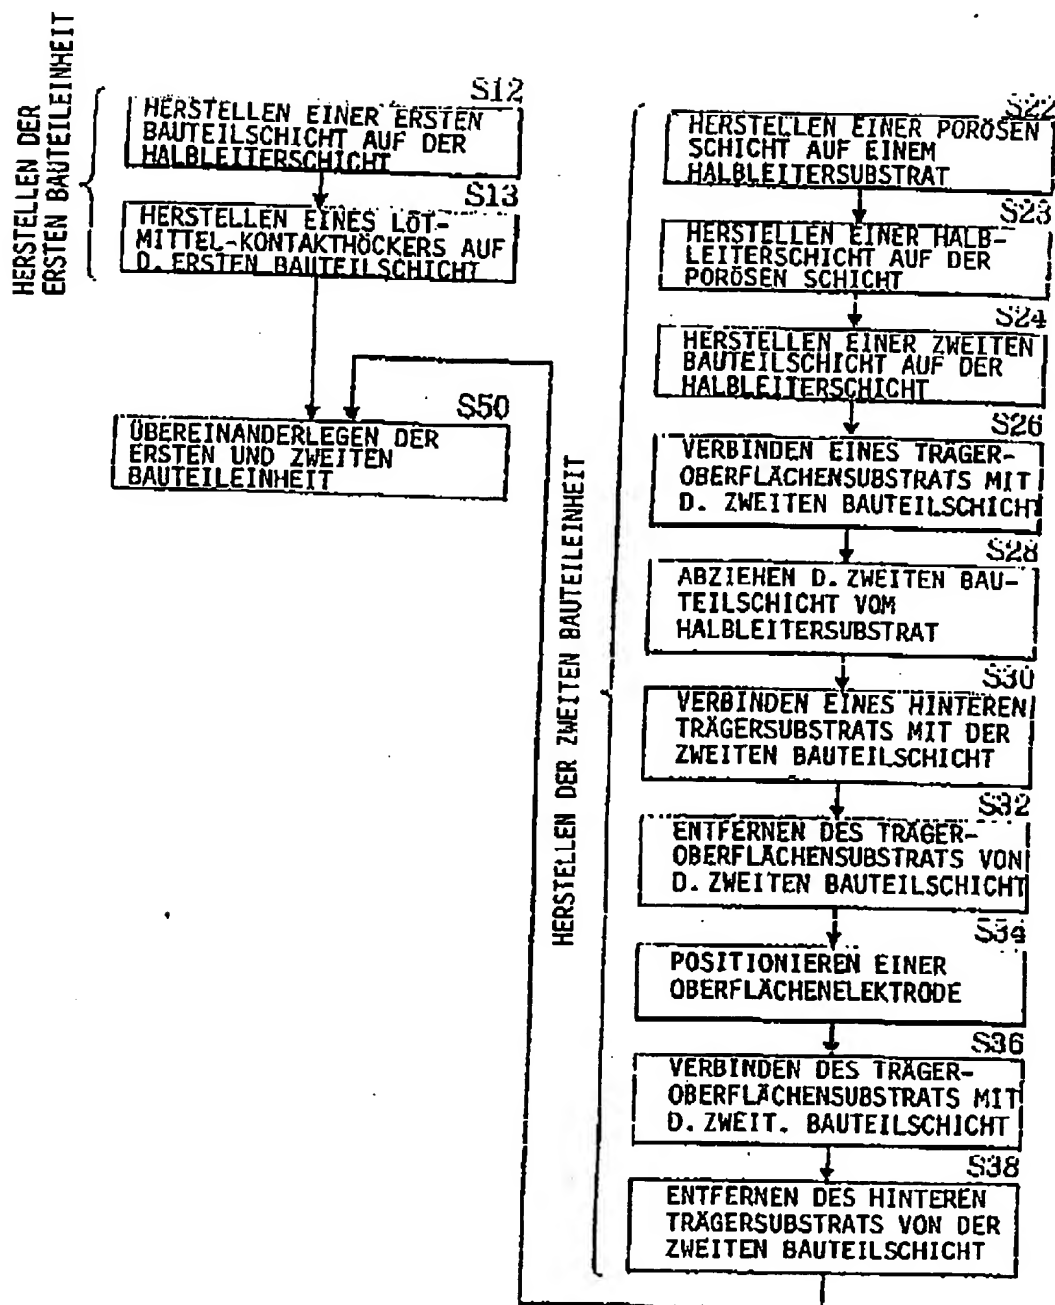 HERSTELLEN DER
ERSTEN BAUTEILEINHEIT
S12
HERSTELLEN EINER ERSTEN
BAUTEILSCHICHT AUF DER
HALBLEITERSCHICHT
S13
HERSTELLEN EINES LÖT-
MITTEL-KONTAKTHÖCKERS AUF
D. ERSTEN BAUTEILSCHICHT
S50
ÜBEREINANDERLEGEN DER
ERSTEN UND ZWEITEN
BAUTEILEINHEIT
HERSTELLEN DER ZWEITEN BAUTEILEINHEIT
S22
HERSTELLEN EINER PORÖSEN
SCHICHT AUF EINEM
HALBLEITERSUBSTRAT
S23
HERSTELLEN EINER HALB-
LEITERSCHICHT AUF DER
PORÖSEN SCHICHT
S24
HERSTELLEN EINER ZWEITEN
BAUTEILSCHICHT AUF DER
HALBLEITERSCHICHT
S26
VERBINDEN EINES TRÄGER-
OBERFLÄCHENSUBSTRATS MIT
D. ZWEITEN BAUTEILSCHICHT
S28
ABZIEHEN D. ZWEITEN BAU-
TEILSCHICHT VOM
HALBLEITERSUBSTRAT
S30
VERBINDEN EINES HINTEREN
TRÄGERSUBSTRATS MIT DER
ZWEITEN BAUTEILSCHICHT
S32
ENTFERNEN DES TRÄGER-
OBERFLÄCHENSUBSTRATS VON
D. ZWEITEN BAUTEILSCHICHT
S34
POSITIONIEREN EINER
OBERFLÄCHENELEKTRODE
S36
VERBINDEN DES TRÄGER-
OBERFLÄCHENSUBSTRATS MIT
D. ZWEIT. BAUTEILSCHICHT
S38
ENTFERNEN DES HINTEREN
TRÄGERSUBSTRATS VON DER
ZWEITEN BAUTEILSCHICHT